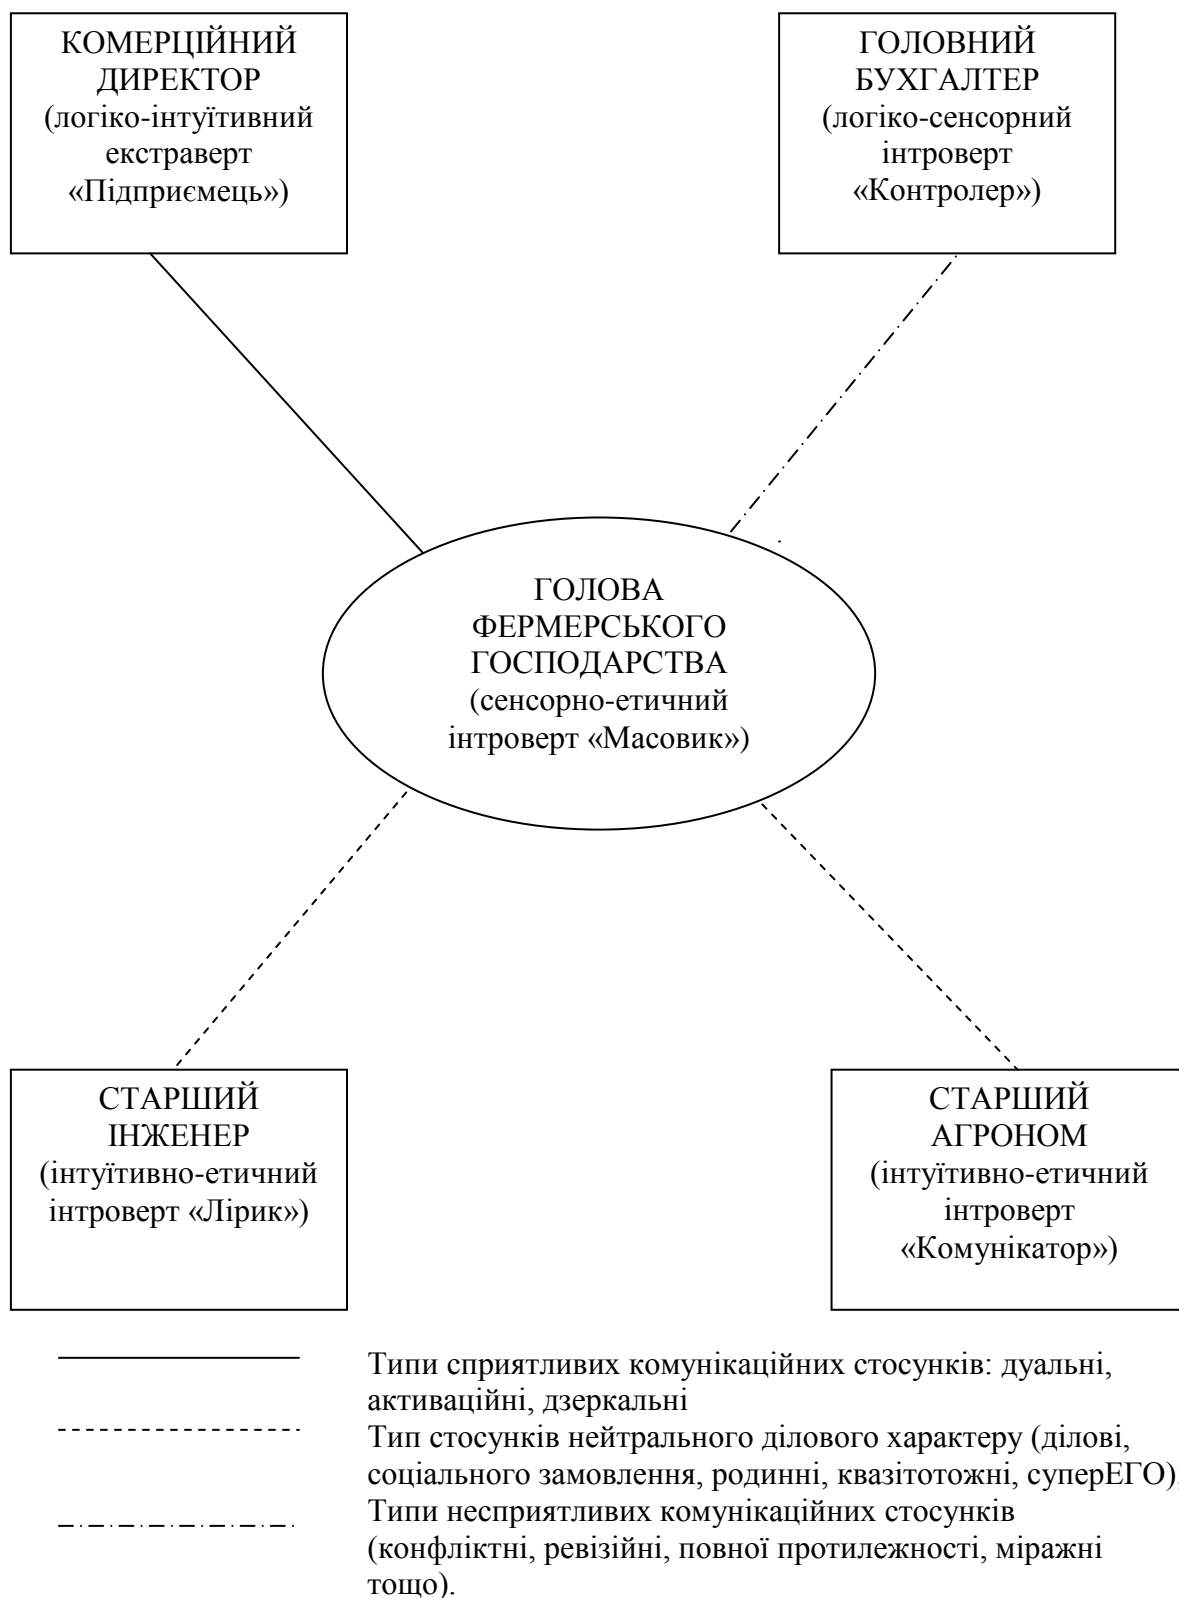 КОМЕРЦІЙНИЙ
ДИРЕКТОР
(логіко-інтуїтивний
екстраверт
«Підприємець»)
ГОЛОВНИЙ
БУХГАЛТЕР
(логіко-сенсорний
інтроверт
«Контролер»)
ГОЛОВА
ФЕРМЕРСЬКОГО
ГОСПОДАРСТВА
(сенсорно-етичний
інтроверт «Масовик»)
СТАРШИЙ
ІНЖЕНЕР
(інтуїтивно-етичний
інтроверт «Лірик»)
СТАРШИЙ
АГРОНОМ
(інтуїтивно-етичний
інтроверт
«Комунікатор»)
Типи сприятливих комунікаційних стосунків: дуальні,
активаційні, дзеркальні
Тип стосунків нейтрального ділового характеру (ділові,
соціального замовлення, родинні, квазітотожні, суперЕГО);
Типи несприятливих комунікаційних стосунків
(конфліктні, ревізійні, повної протилежності, міражні
тощо).